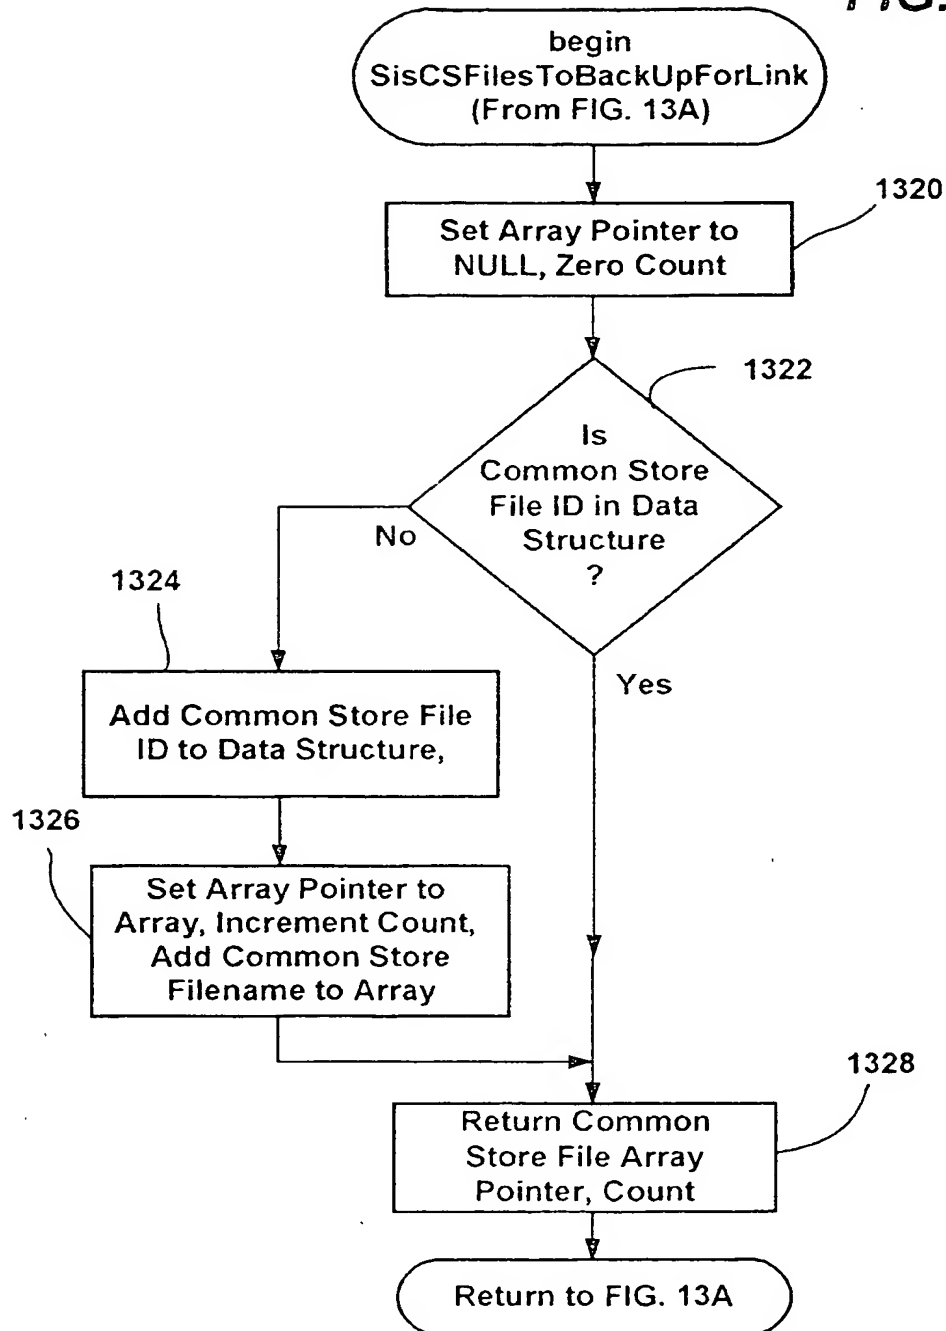 FIG.
begin
SisCSFilesToBackUpForLink
(From FIG. 13A)
1320
Set Array Pointer to
NULL, Zero Count
1322
Is
Common Store
File ID in Data
Structure
?
No
Yes
1324
Add Common Store File
ID to Data Structure,
1326
Set Array Pointer to
Array, Increment Count,
Add Common Store
Filename to Array
1328
Return Common
Store File Array
Pointer, Count
Return to FIG. 13A